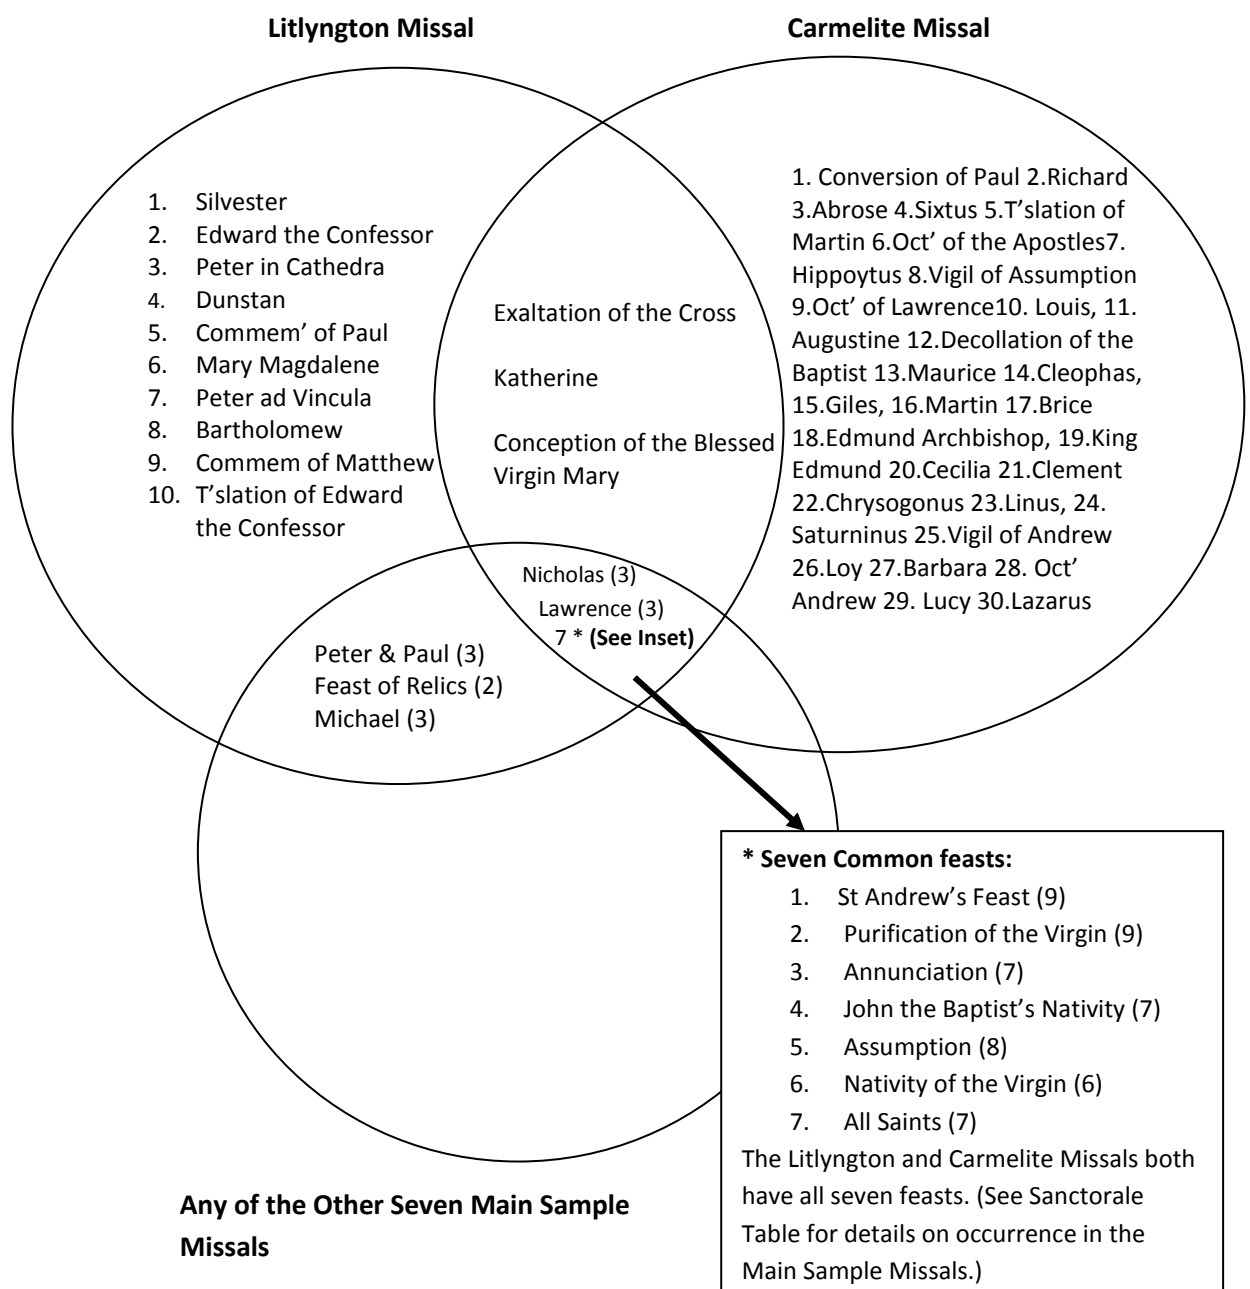 Litlyngton Missal
Carmelite Missal
1. Silvester
2. Edward the Confessor
3. Peter in Cathedra
4. Dunstan
5. Commem’ of Paul
6. Mary Magdalene
7. Peter ad Vincula
8. Bartholomew
9. Commem of Matthew
10. T’slation of Edward
the Confessor
Exaltation of the Cross
Katherine
Conception of the Blessed
Virgin Mary
1. Conversion of Paul 2.Richard
3.Abrose 4.Sixtus 5.T’slation of
Martin 6.Oct’ of the Apostles7.
Hippoytus 8.Vigil of Assumption
9.Oct’ of Lawrence10. Louis, 11.
Augustine 12.Decollation of the
Baptist 13.Maurice 14.Cleophas,
15.Giles, 16.Martin 17.Brice
18.Edmund Archbishop, 19.King
Edmund 20.Cecilia 21.Clement
22.Chrysogonus 23.Linus, 24.
Saturninus 25.Vigil of Andrew
26.Loy 27.Barbara 28. Oct’
Andrew 29. Lucy 30.Lazarus
Nicholas (3)
Lawrence (3)
7 * (See Inset)
Peter & Paul (3)
Feast of Relics (2)
Michael (3)
* Seven Common feasts:
1. St Andrew’s Feast (9)
2. Purification of the Virgin (9)
3. Annunciation (7)
4. John the Baptist’s Nativity (7)
5. Assumption (8)
6. Nativity of the Virgin (6)
7. All Saints (7)
The Litlyngton and Carmelite Missals both
have all seven feasts. (See Sanctorale
Table for details on occurrence in the
Main Sample Missals.)
Any of the Other Seven Main Sample
Missals